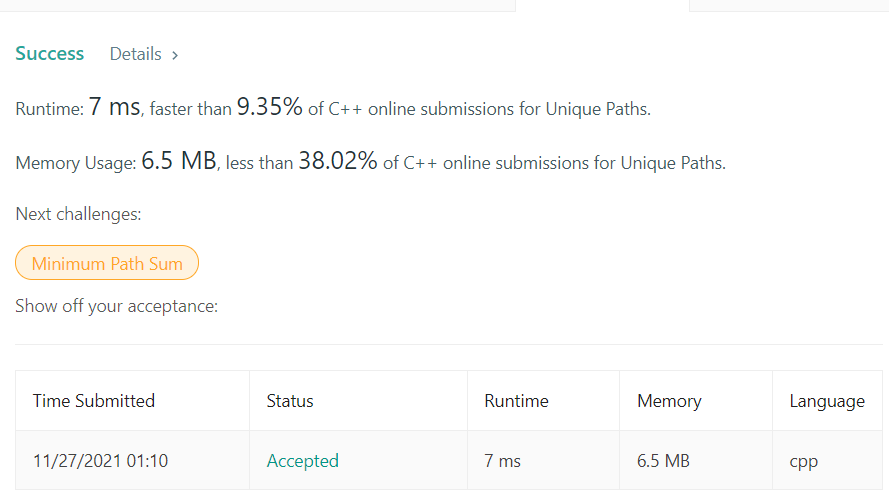 Success Details >
Runtime: 7 ms, faster than 9.35% of C++ online submissions for Unique Paths.
Memory Usage: 6.5 MB, less than 38.02% of C++ online submissions for Unique Paths.
Next challenges:
Minimum Path Sum
Show off your acceptance:
Time Submitted Status Runtime Memory Language
11/27/2021 01:10 Accepted 7 ms 6.5 MB cpp